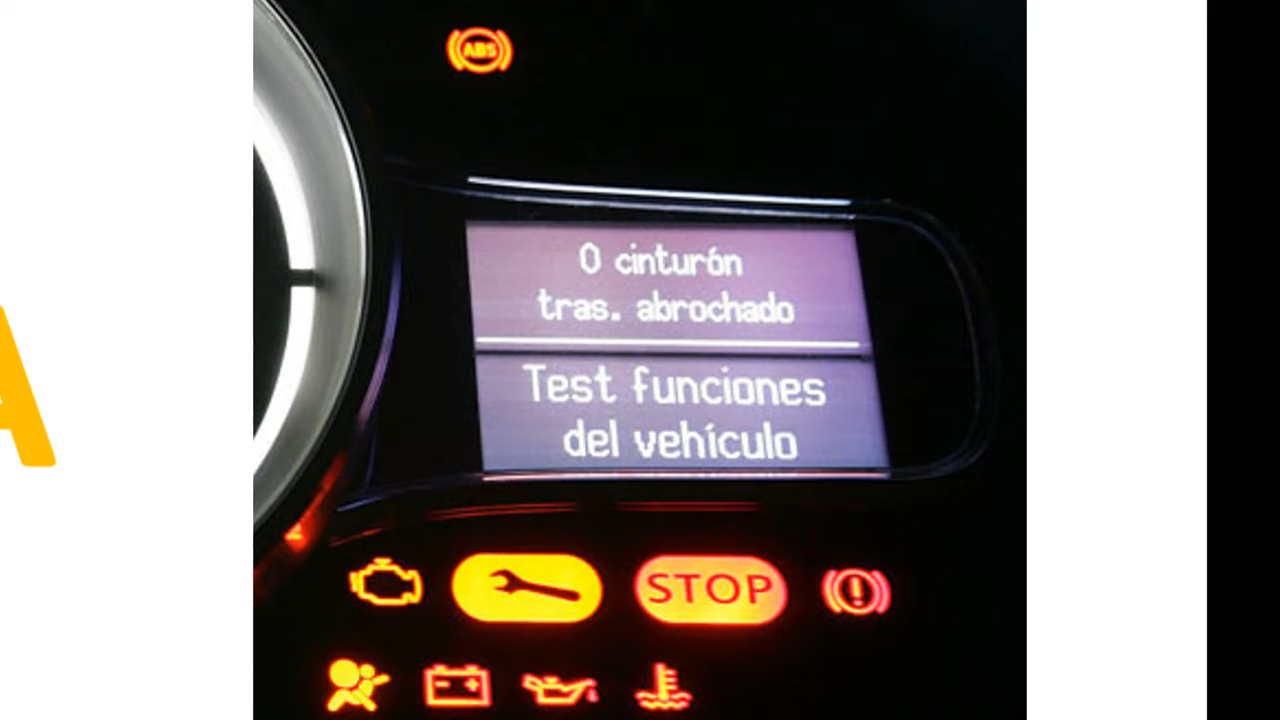 A
ABS
0 cinturón
tras. abrochado
Test funciones
del vehículo
STOP